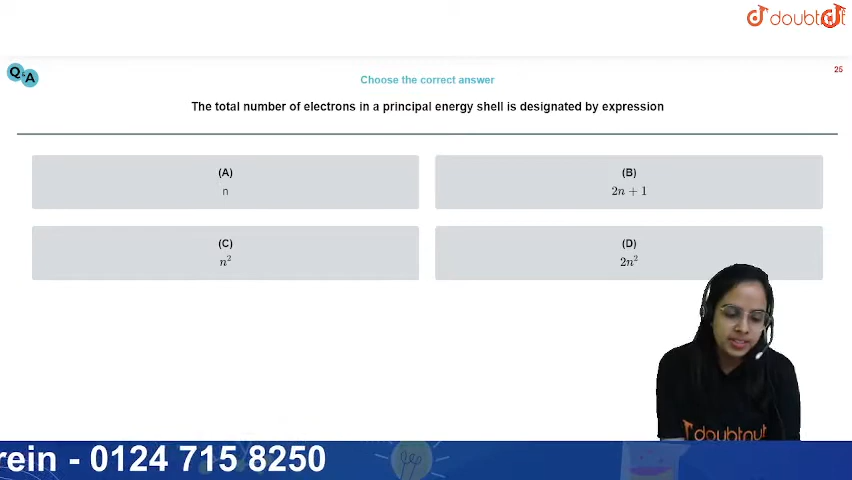 doubtnut
Q&A
25
Choose the correct answer
The total number of electrons in a principal energy shell is designated by expression
(A)
n
(B)
2n + 1
(C)
n²
(D)
2n²
doubtnut
rein - 0124 715 8250